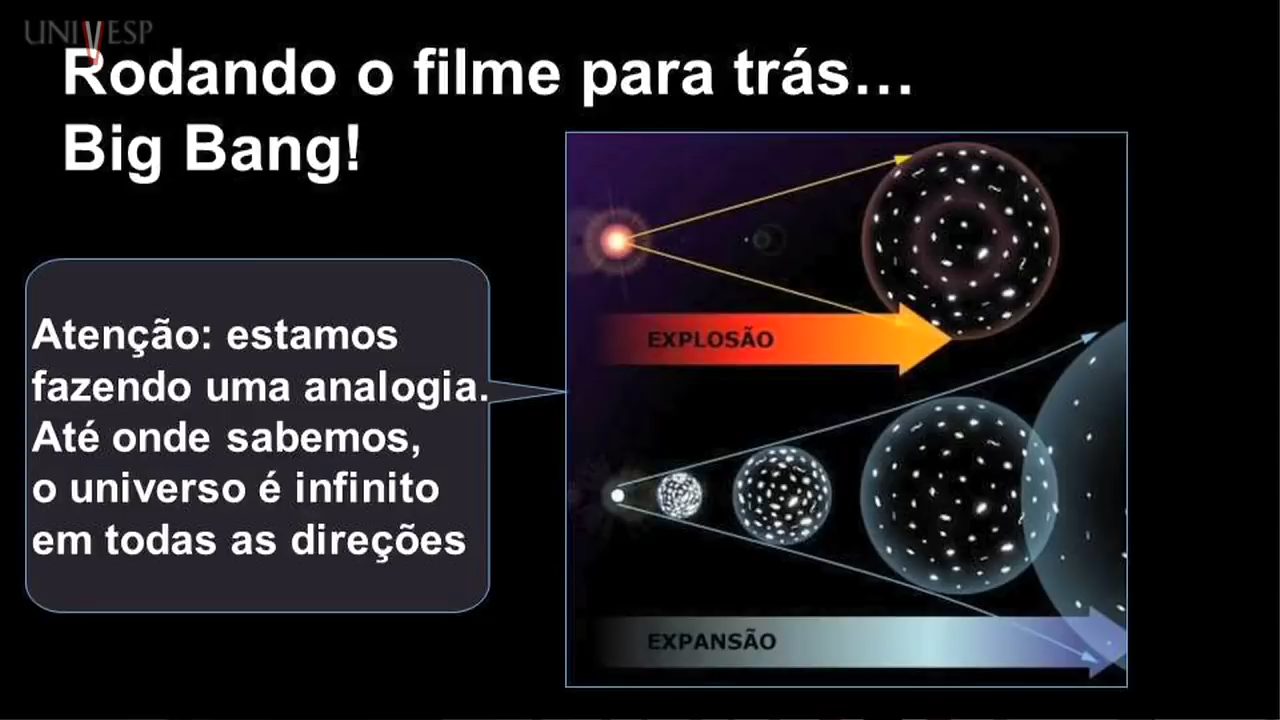 UNIVESP
Rodando o filme para trás…
Big Bang!
Atenção: estamos
fazendo uma analogia.
Até onde sabemos,
o universo é infinito
em todas as direções
EXPLOSÃO
EXPANSÃO